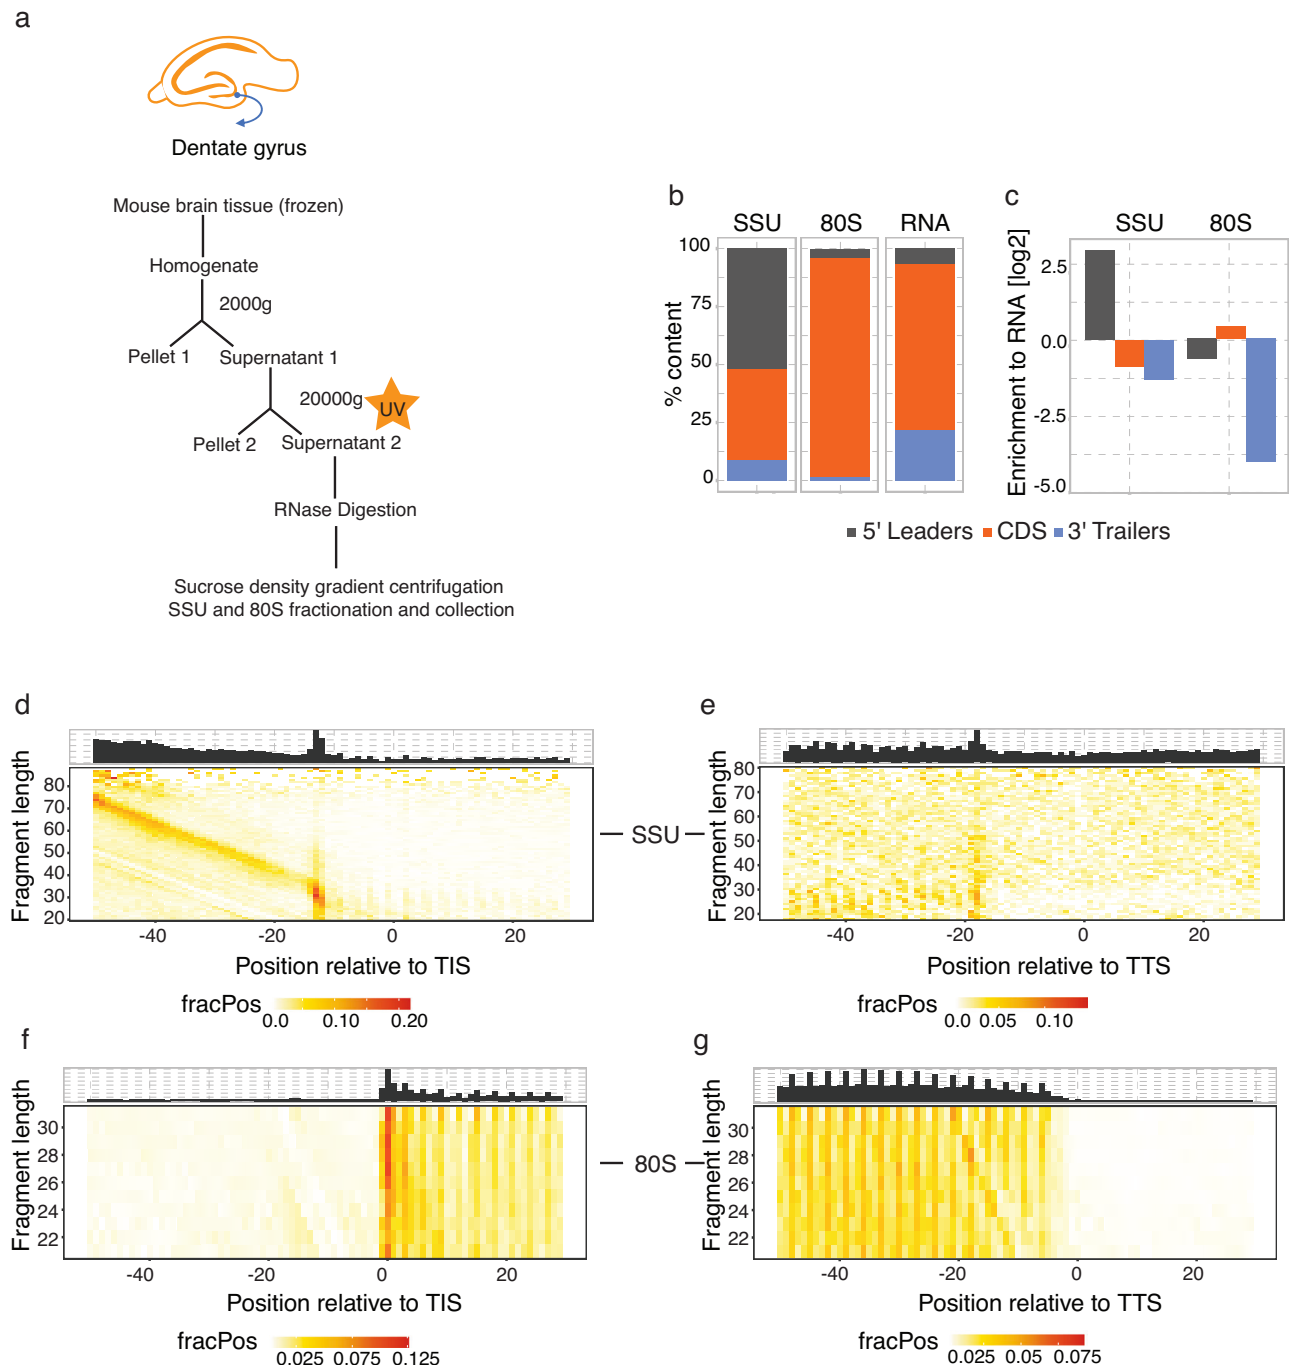 a
Dentate gyrus
Mouse brain tissue (frozen)
Homogenate
2000g
Pellet 1
Supernatant 1
20000g
UV
Pellet 2
Supernatant 2
RNase Digestion
Sucrose density gradient centrifugation
SSU and 80S fractionation and collection
b
SSU 80S RNA
% content
100
75
50
25
0
c
SSU 80S
Enrichment to RNA [log2]
2.5
0.0
-2.5
-5.0
5' Leaders CDS 3' Trailers
d
Fragment length
80
70
60
50
40
30
20
-40 -20 0 20
Position relative to TIS
fracPos
0.0 0.10 0.20
SSU
e
Fragment length
80
70
60
50
40
30
20
-40 -20 0 20
Position relative to TTS
fracPos
0.0 0.05 0.10
f
Fragment length
30
28
26
24
22
-40 -20 0 20
Position relative to TIS
fracPos
0.025 0.075 0.125
80S
g
Fragment length
30
28
26
24
22
-40 -20 0 20
Position relative to TTS
fracPos
0.025 0.05 0.075